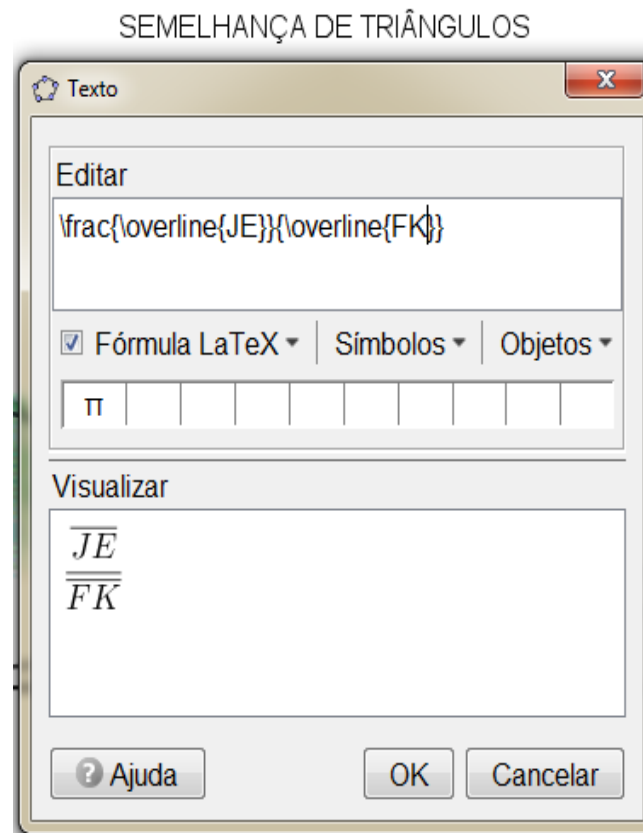 SEMELHANÇA DE TRIÂNGULOS
Texto
Editar
\frac{\overline{JE}}{\overline{FK}}
Fórmula LaTeX Símbolos Objetos
π
Visualizar
JE
FK
Ajuda OK Cancelar